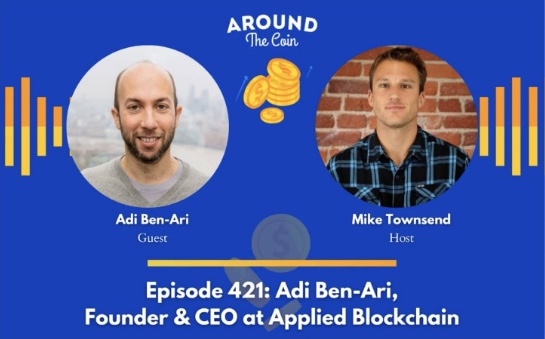 AROUND
The Coin
Adi Ben-Ari
Guest
Mike Townsend
Host
Episode 421: Adi Ben-Ari,
Founder & CEO at Applied Blockchain